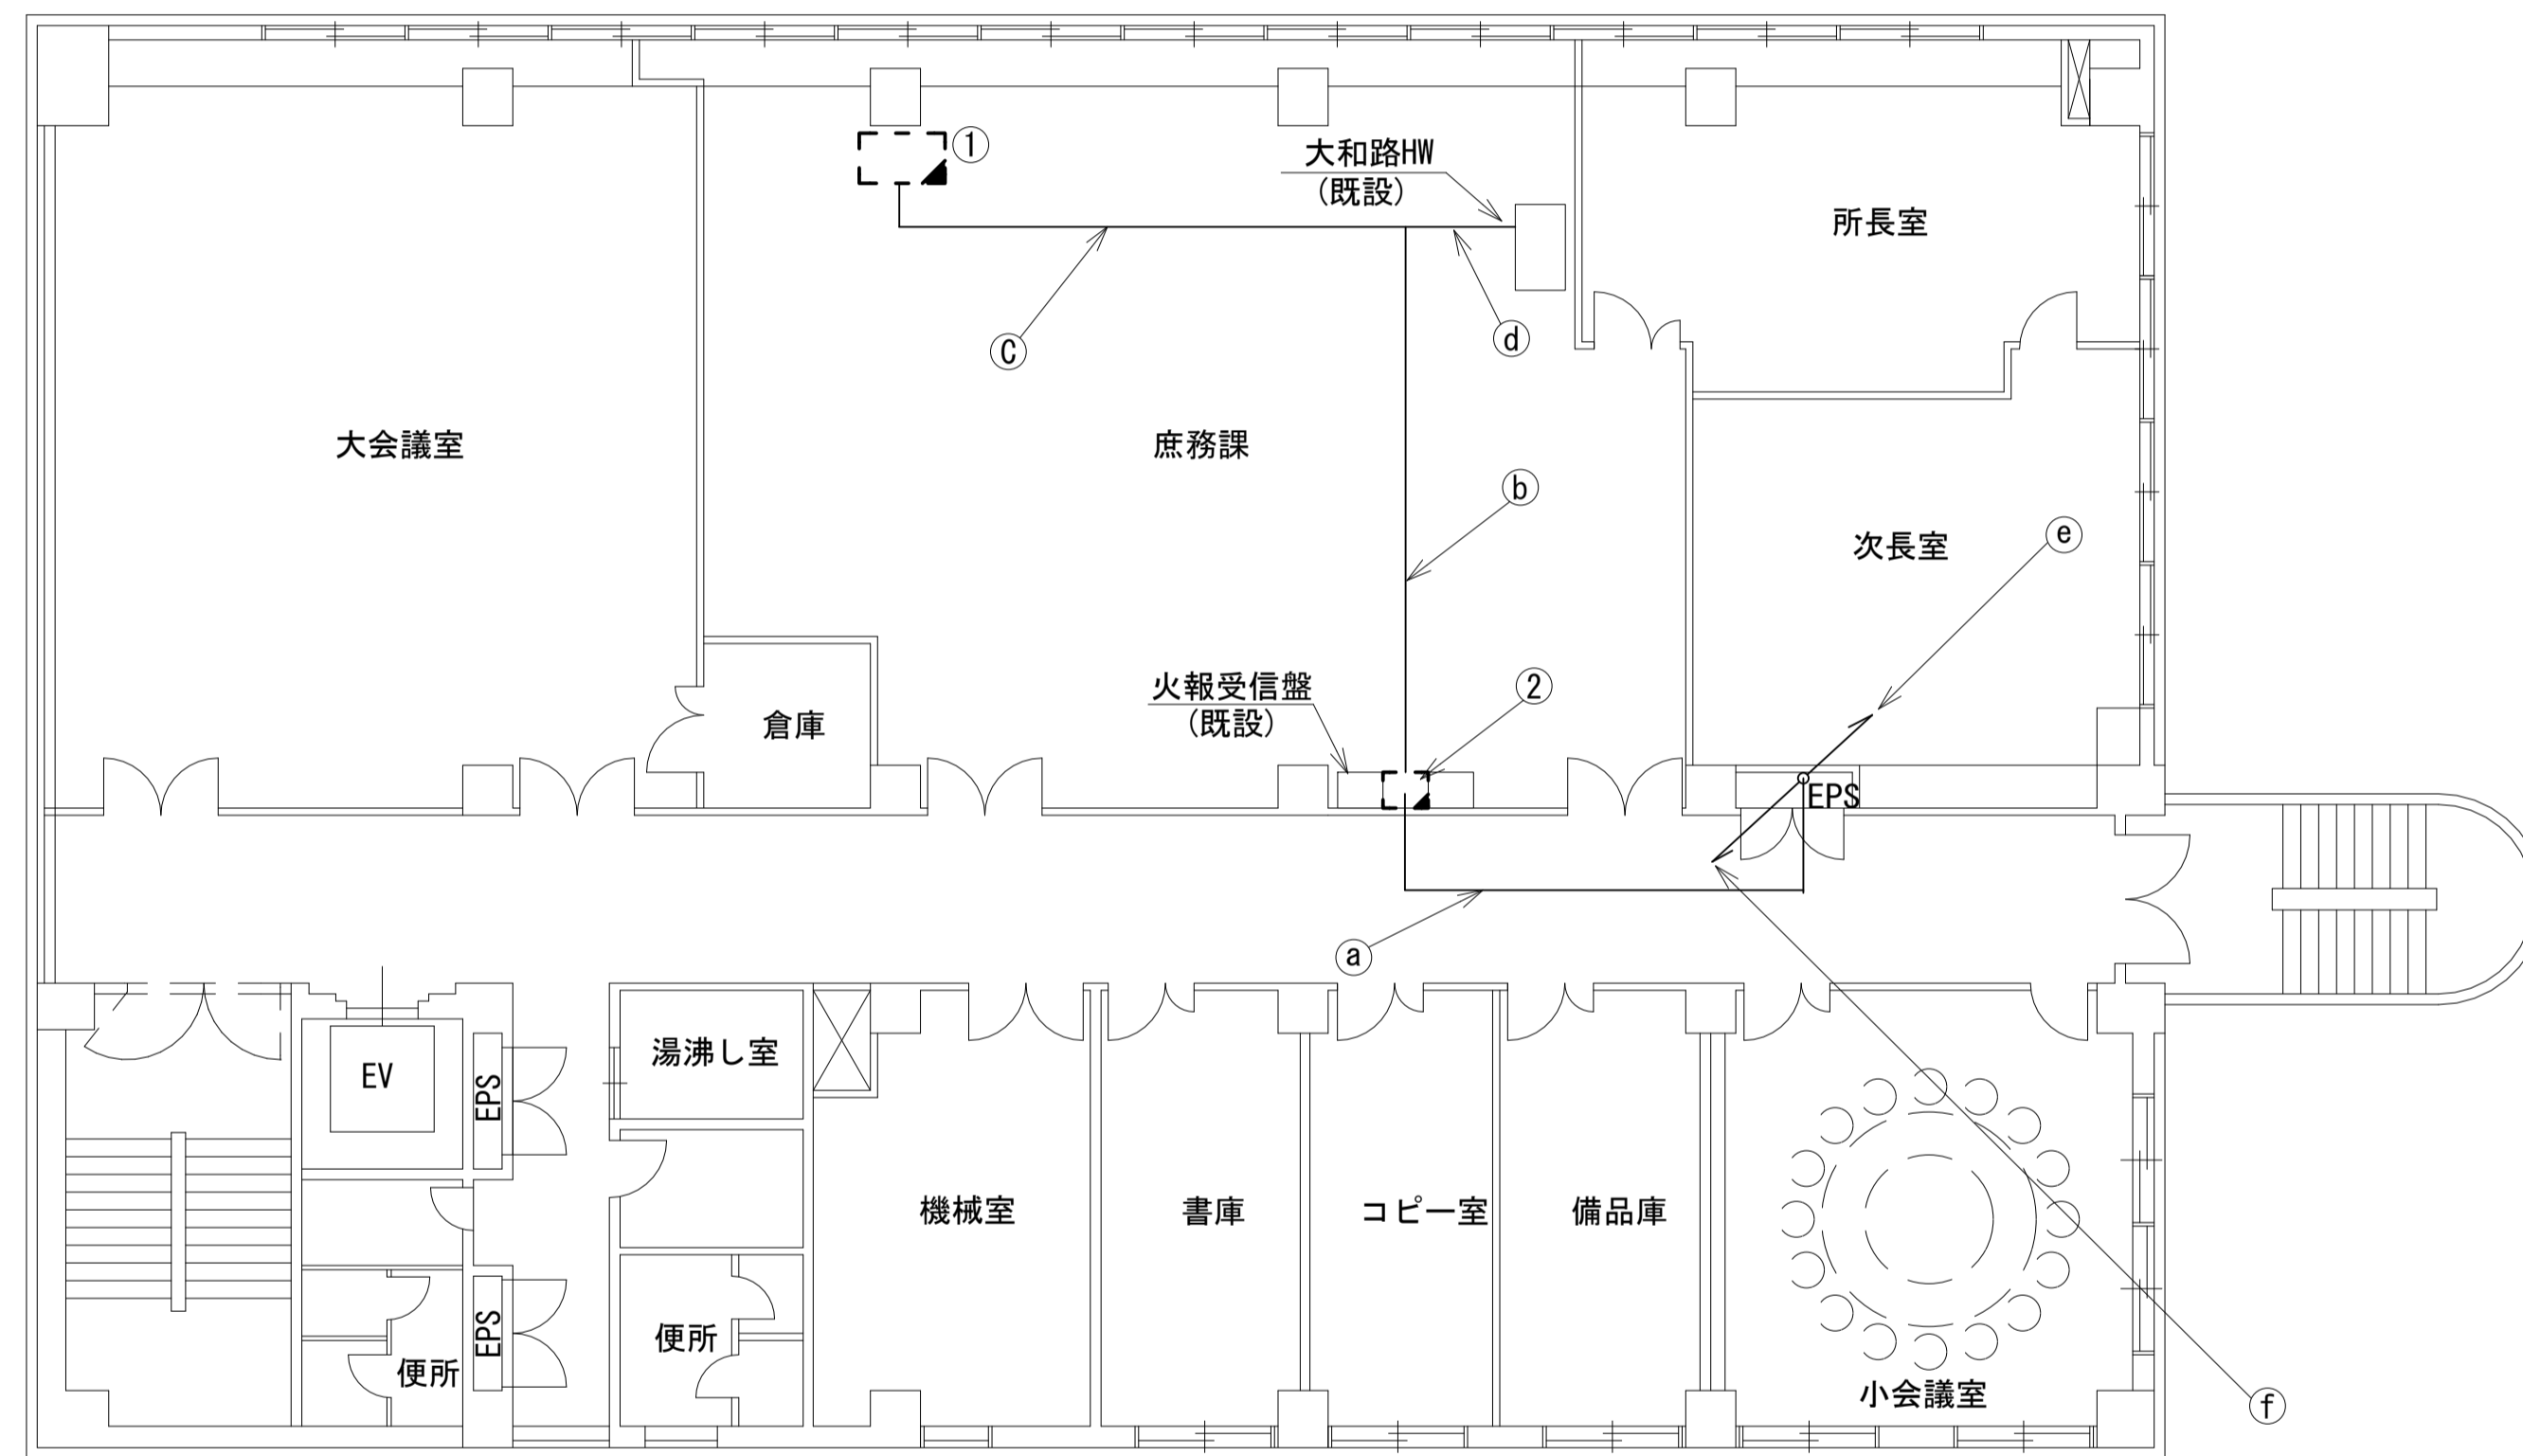 ①
大和路HW
(既設)
所長室
Ⓒ
ⓓ
大会議室
庶務課
ⓑ
次長室
ⓔ
火報受信盤
(既設)
②
倉庫
EPS
ⓐ
EV
EPS
湯沸し室
機械室
書庫
コピー室
備品庫
EPS
便所
便所
小会議室
ⓕ